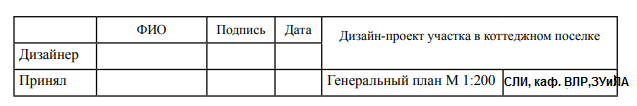 ФИО Подпись Дата Дизайн-проект участка в коттеджном поселке
Дизайнер
Принял Генеральный план М 1:200 СЛИ, каф. ВЛР,ЗУиЛА